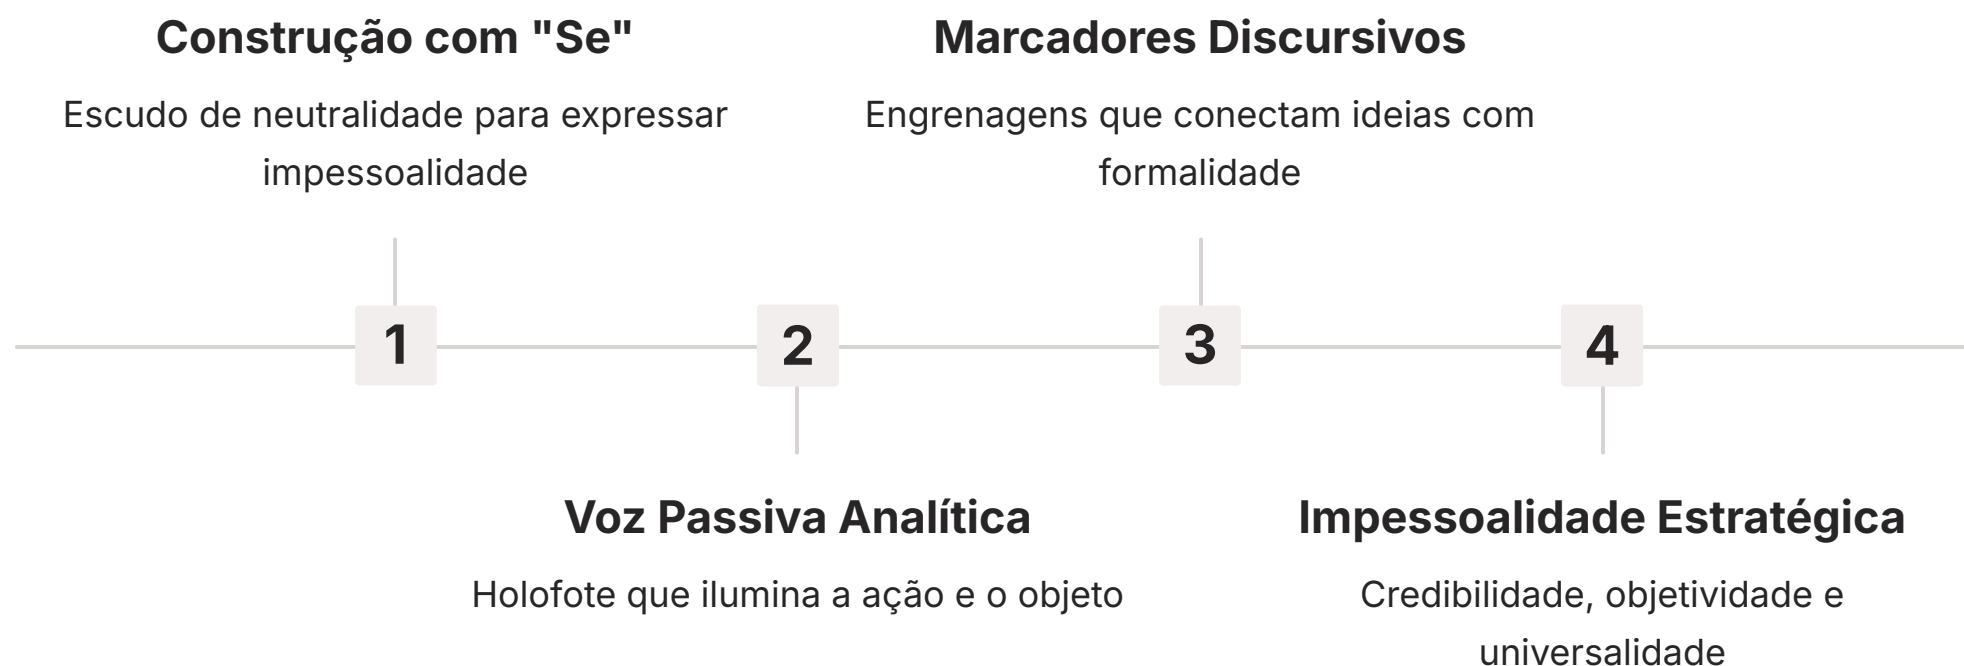 Construção com "Se"
Escudo de neutralidade para expressar
impessoalidade
Marcadores Discursivos
Engrenagens que conectam ideias com
formalidade
1
2
3
4
Voz Passiva Analítica
Holofote que ilumina a ação e o objeto
Impessoalidade Estratégica
Credibilidade, objetividade e
universalidade